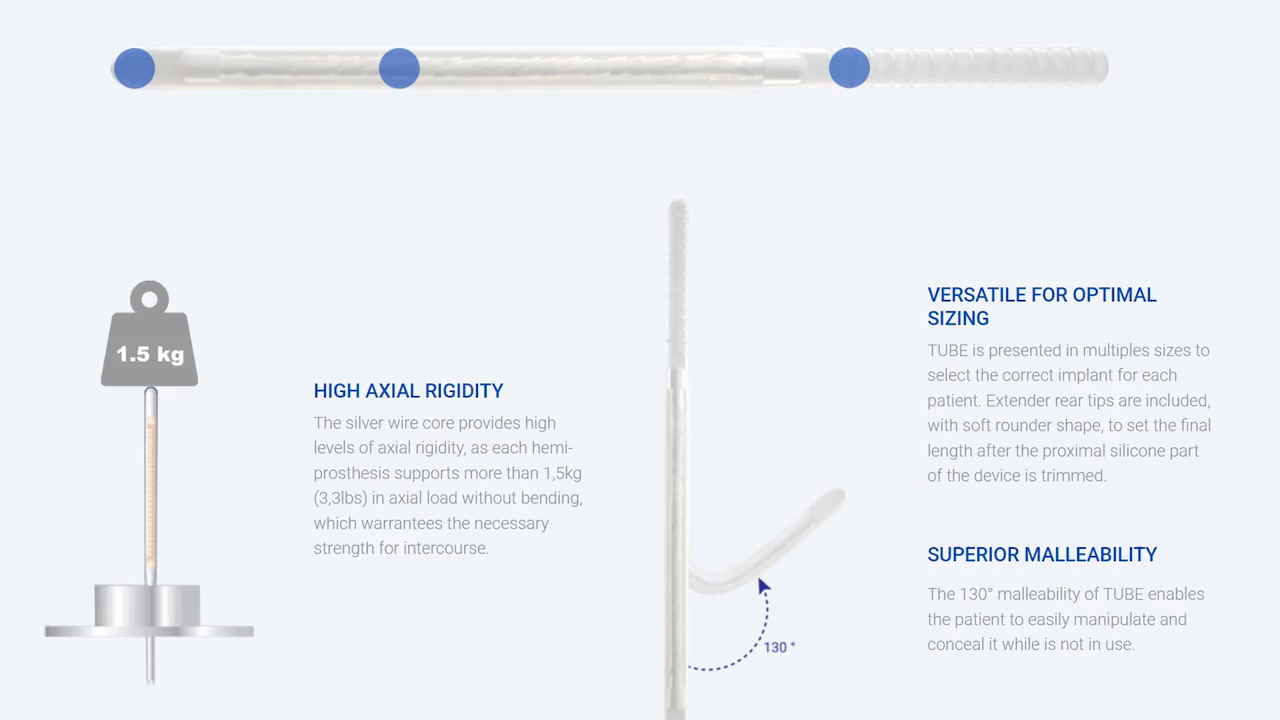 1.5 kg
HIGH AXIAL RIGIDITY
The silver wire core provides high
levels of axial rigidity, as each hemi-
prosthesis supports more than 1,5kg
(3,3lbs) in axial load without bending,
which warrantees the necessary
strength for intercourse.
130 °
VERSATILE FOR OPTIMAL
SIZING
TUBE is presented in multiples sizes to
select the correct implant for each
patient. Extender rear tips are included,
with soft rounder shape, to set the final
length after the proximal silicone part
of the device is trimmed.
SUPERIOR MALLEABILITY
The 130° malleability of TUBE enables
the patient to easily manipulate and
conceal it while is not in use.